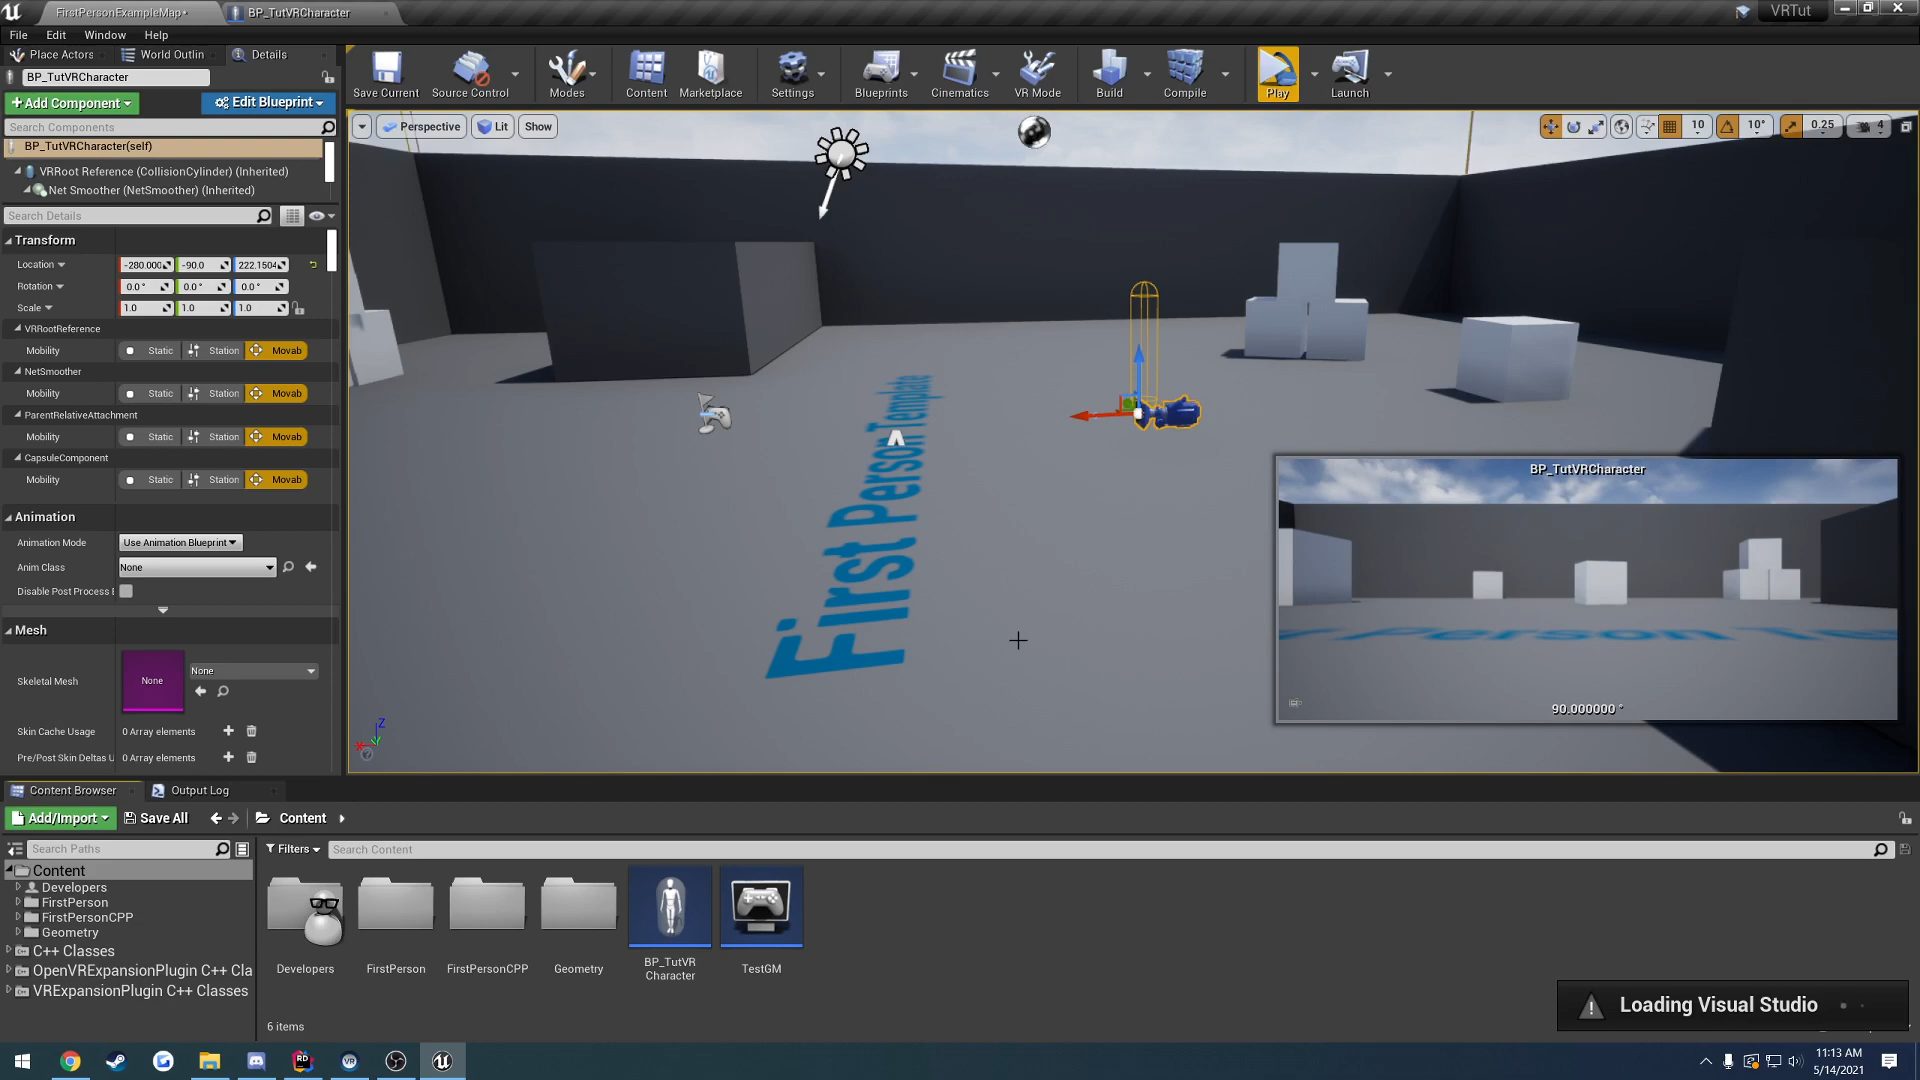 FirstPersonExampleMap*
BP_TutVRCharacter
VRTut
File Edit Window Help
Place Actors
World Outlin
Details
BP_TutVRCharacter
Add Component
Edit Blueprint
Search Components
BP_TutVRCharacter(self)
VRRoot Reference (CollisionCylinder) (Inherited)
Net Smoother (NetSmoother) (Inherited)
Search Details
Transform
Location -280.000 -90.0 222.1504
Rotation 0.0 ° 0.0 ° 0.0 °
Scale 1.0 1.0 1.0
VRRootReference
Mobility Static Station Movab
NetSmoother
Mobility Static Station Movab
ParentRelativeAttachment
Mobility Static Station Movab
CapsuleComponent
Mobility Static Station Movab
Animation
Animation Mode Use Animation Blueprint
Anim Class None
Disable Post Process
Mesh
Skeletal Mesh None None
Skin Cache Usage 0 Array elements
Pre/Post Skin Deltas U 0 Array elements
Save Current
Source Control
Modes
Content
Marketplace
Settings
Blueprints
Cinematics
VR Mode
Build
Compile
Play
Launch
Perspective Lit Show
10 10° 0.25 4
First Person Template
BP_TutVRCharacter
90.000000 °
Z
Content Browser
Output Log
Add/Import Save All Content
Search Paths
Filters Search Content
Content
Developers
FirstPerson
FirstPersonCPP
Geometry
C++ Classes
OpenVRExpansionPlugin C++ Cla
VRExpansionPlugin C++ Classes
Developers
FirstPerson
FirstPersonCPP
Geometry
BP_TutVR
Character
TestGM
6 items
Loading Visual Studio
11:13 AM
5/14/2021